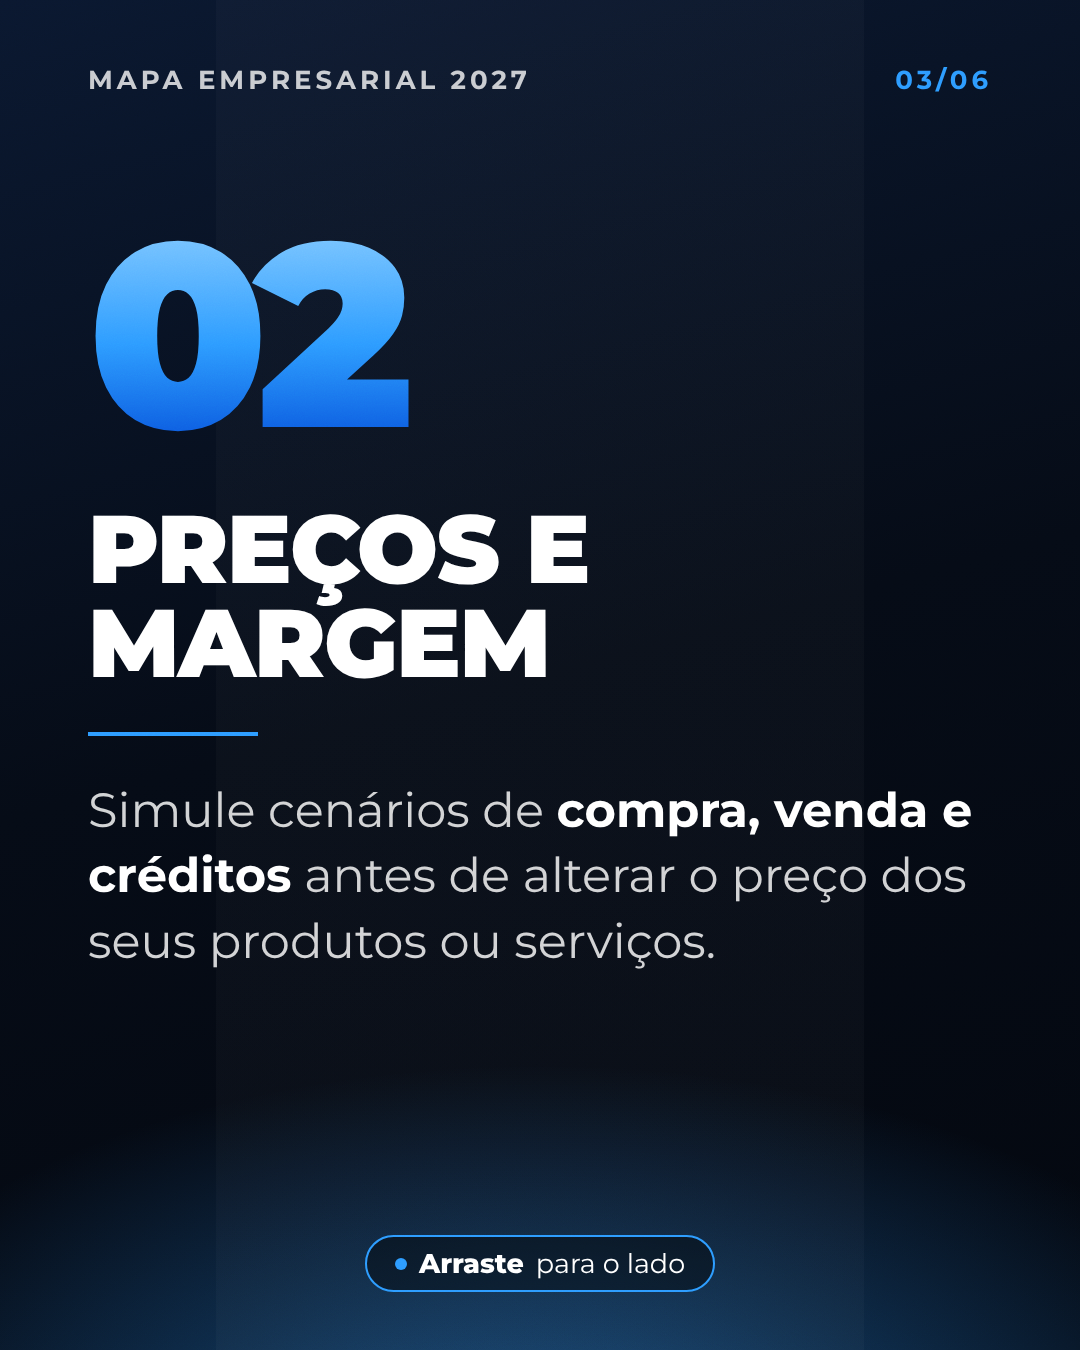 MAPA EMPRESARIAL 2027
03/06
02
PREÇOS E
MARGEM
Simule cenários de compra, venda e
créditos antes de alterar o preço dos
seus produtos ou serviços.
Arraste para o lado